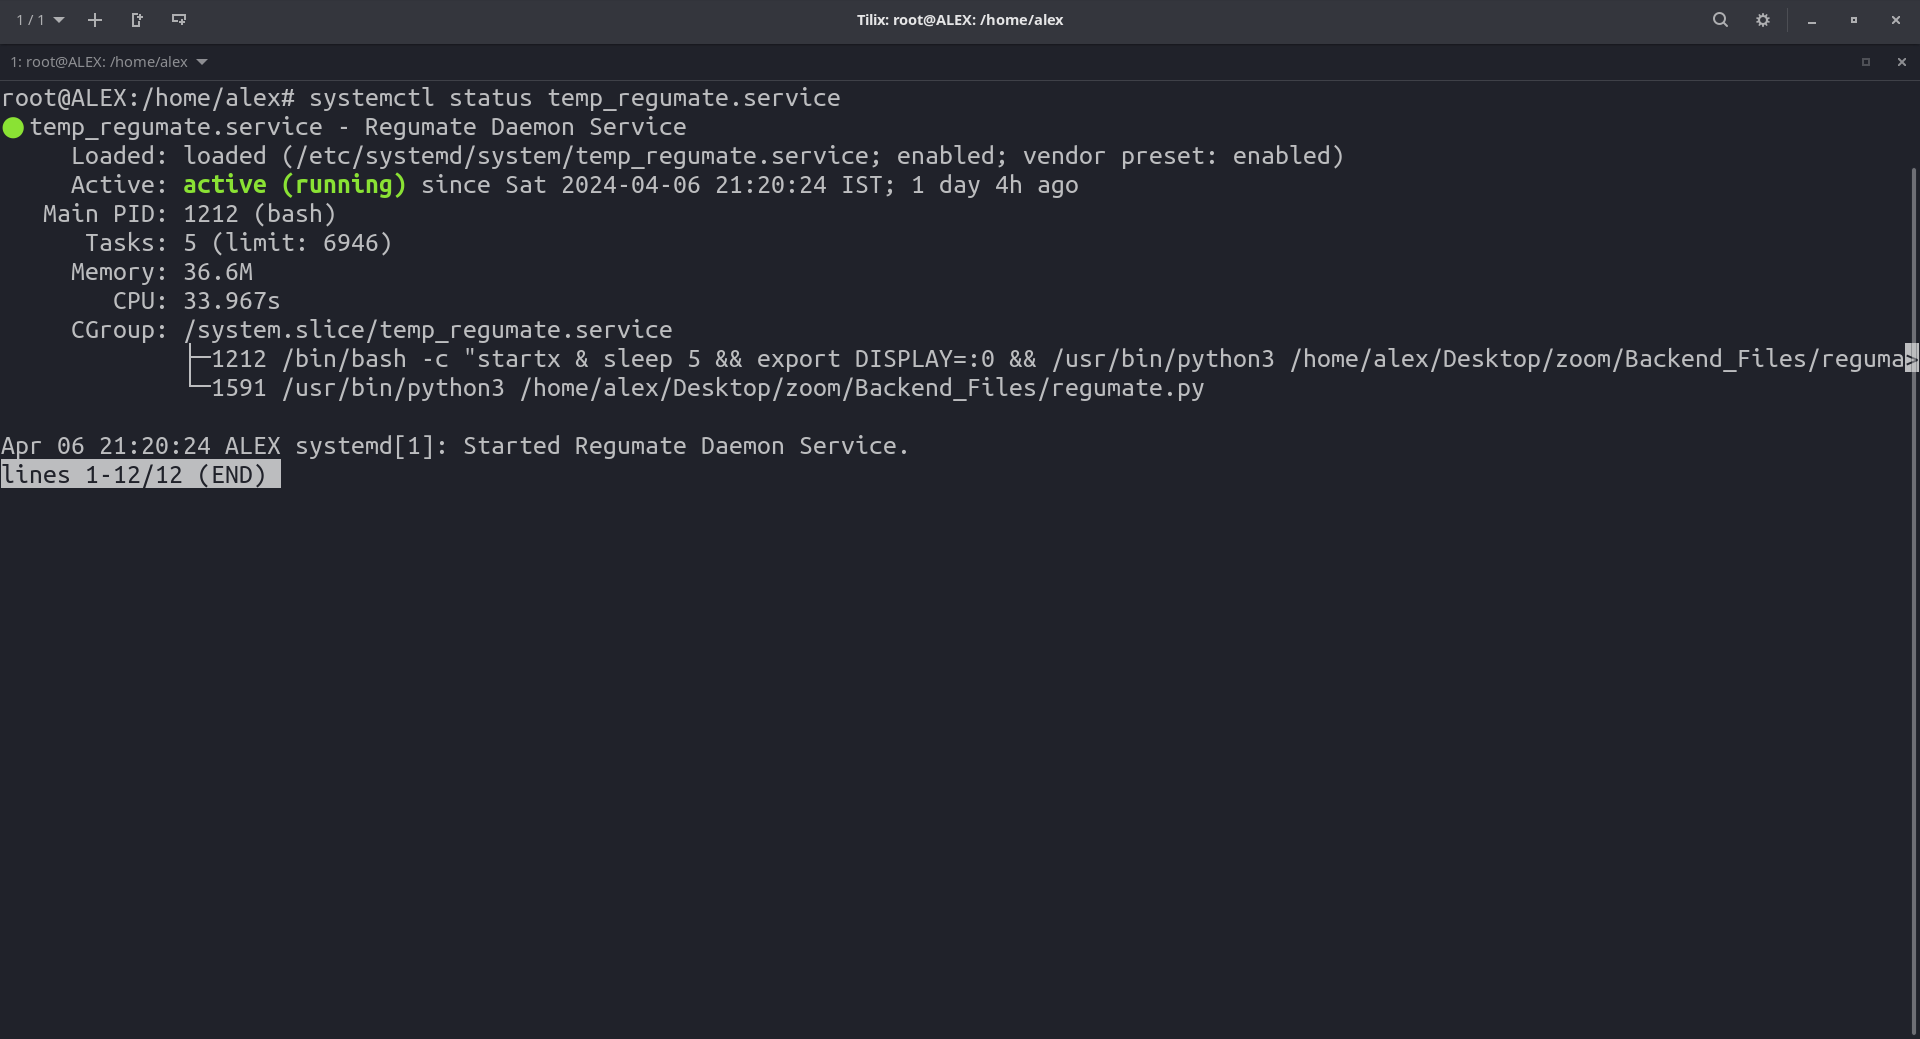 1 / 1
Tilix: root@ALEX: /home/alex
1: root@ALEX: /home/alex
root@ALEX:/home/alex# systemctl status temp_regumate.service
● temp_regumate.service - Regumate Daemon Service
     Loaded: loaded (/etc/systemd/system/temp_regumate.service; enabled; vendor preset: enabled)
     Active: active (running) since Sat 2024-04-06 21:20:24 IST; 1 day 4h ago
   Main PID: 1212 (bash)
      Tasks: 5 (limit: 6946)
     Memory: 36.6M
        CPU: 33.967s
     CGroup: /system.slice/temp_regumate.service
             ├─1212 /bin/bash -c "startx & sleep 5 && export DISPLAY=:0 && /usr/bin/python3 /home/alex/Desktop/zoom/Backend_Files/reguma>
             └─1591 /usr/bin/python3 /home/alex/Desktop/zoom/Backend_Files/regumate.py
Apr 06 21:20:24 ALEX systemd[1]: Started Regumate Daemon Service.
lines 1-12/12 (END)